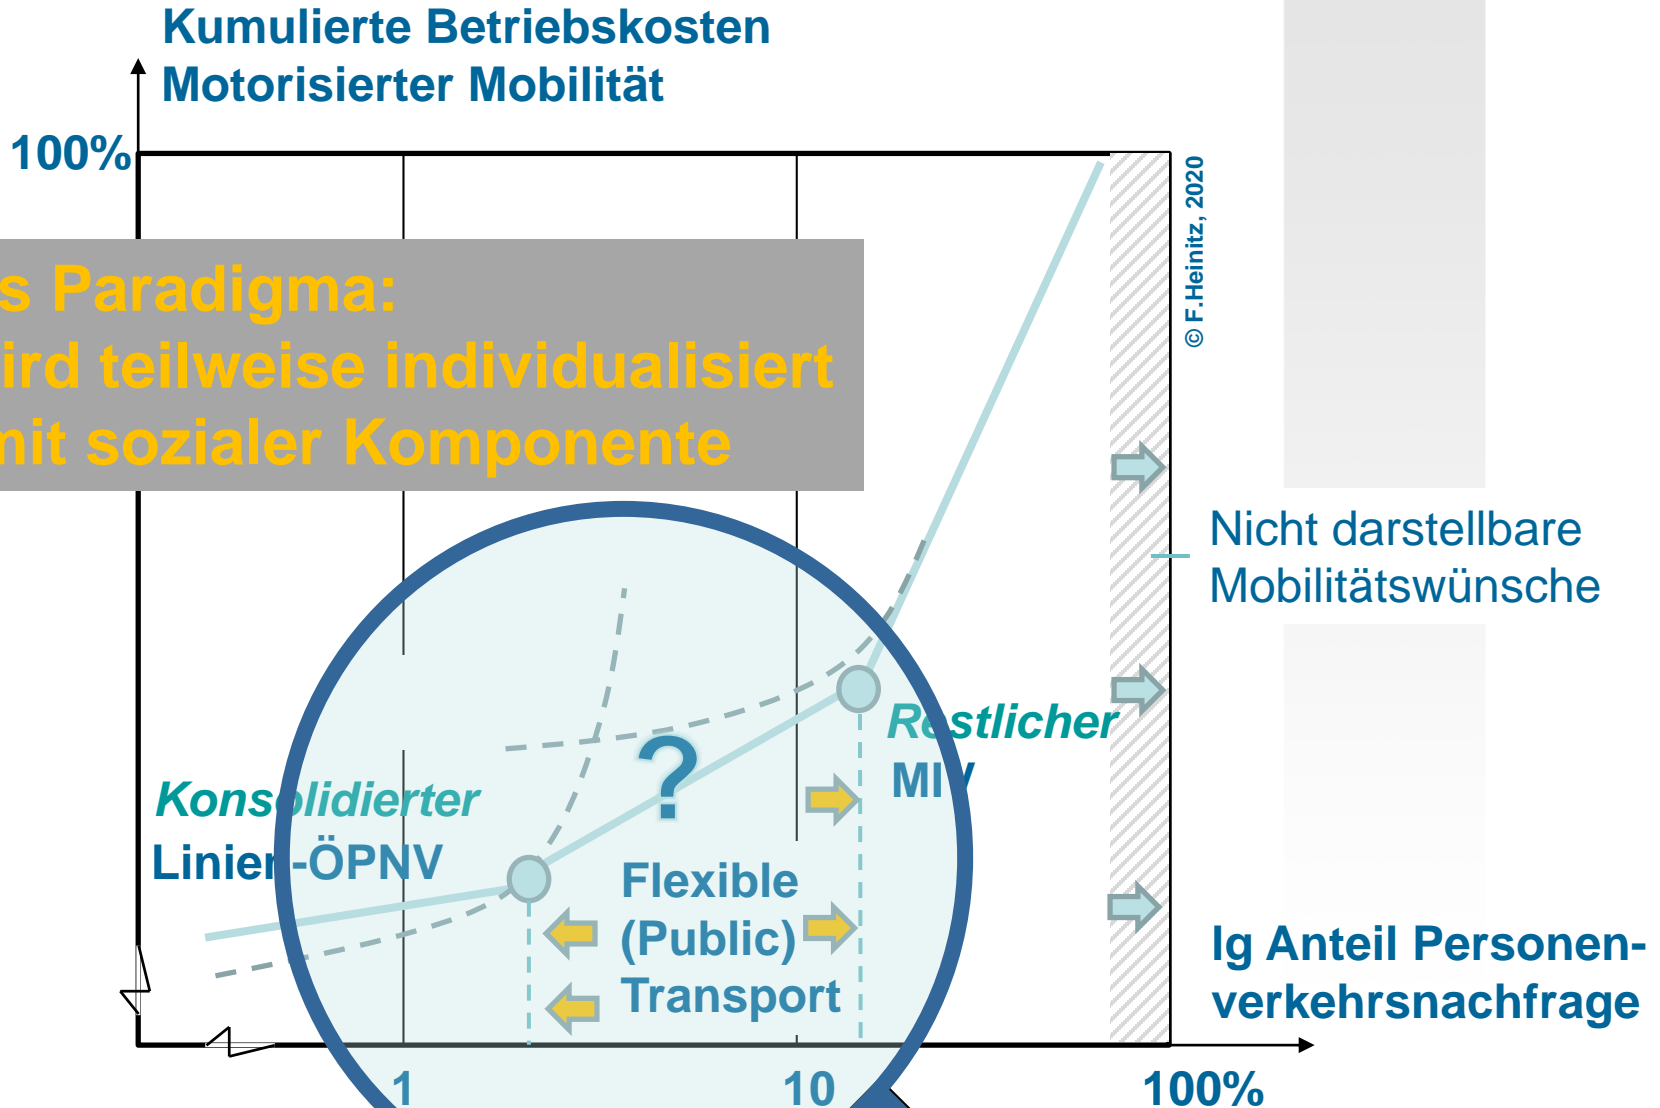 Kumulierte Betriebskosten
Motorisierter Mobilität
100%
© F.Heinitz, 2020
s Paradigma:
ird teilweise individualisiert
mit sozialer Komponente
Nicht darstellbare
Mobilitätswünsche
Restlicher
MIV
?
Konsolidierter
Linien-ÖPNV
Flexible
(Public)
Transport
lg Anteil Personen-
verkehrsnachfrage
1
10
100%